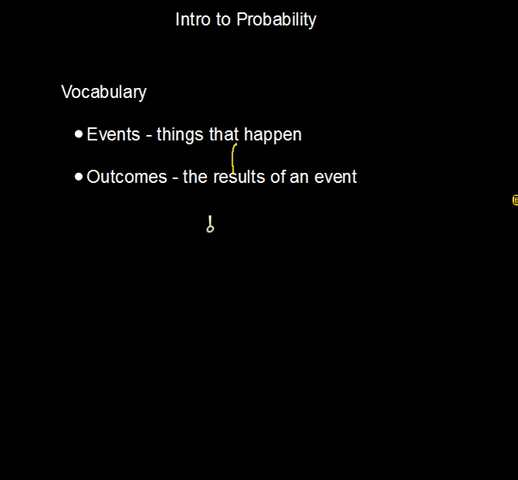 Intro to Probability
Vocabulary
● Events - things that happen
● Outcomes - the results of an event